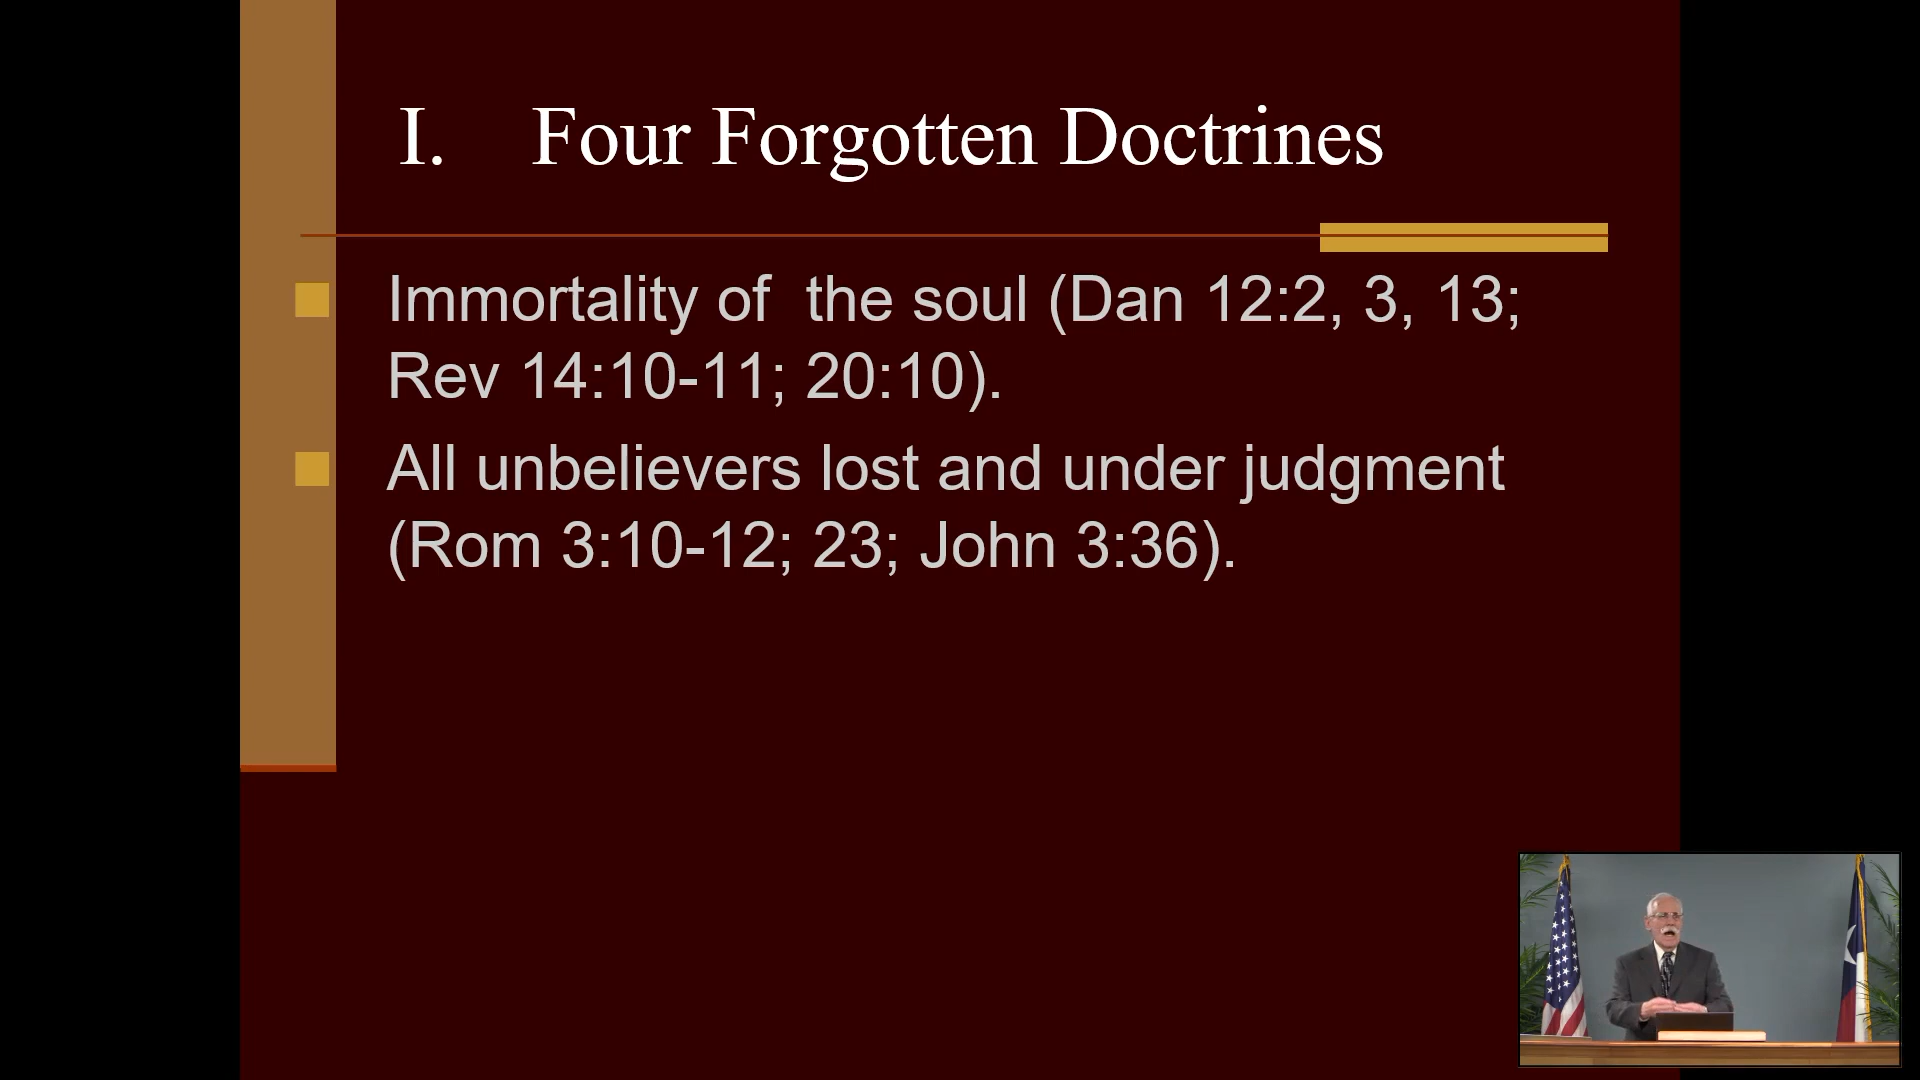 I. Four Forgotten Doctrines
Immortality of the soul (Dan 12:2, 3, 13;
Rev 14:10-11; 20:10).
All unbelievers lost and under judgment
(Rom 3:10-12; 23; John 3:36).